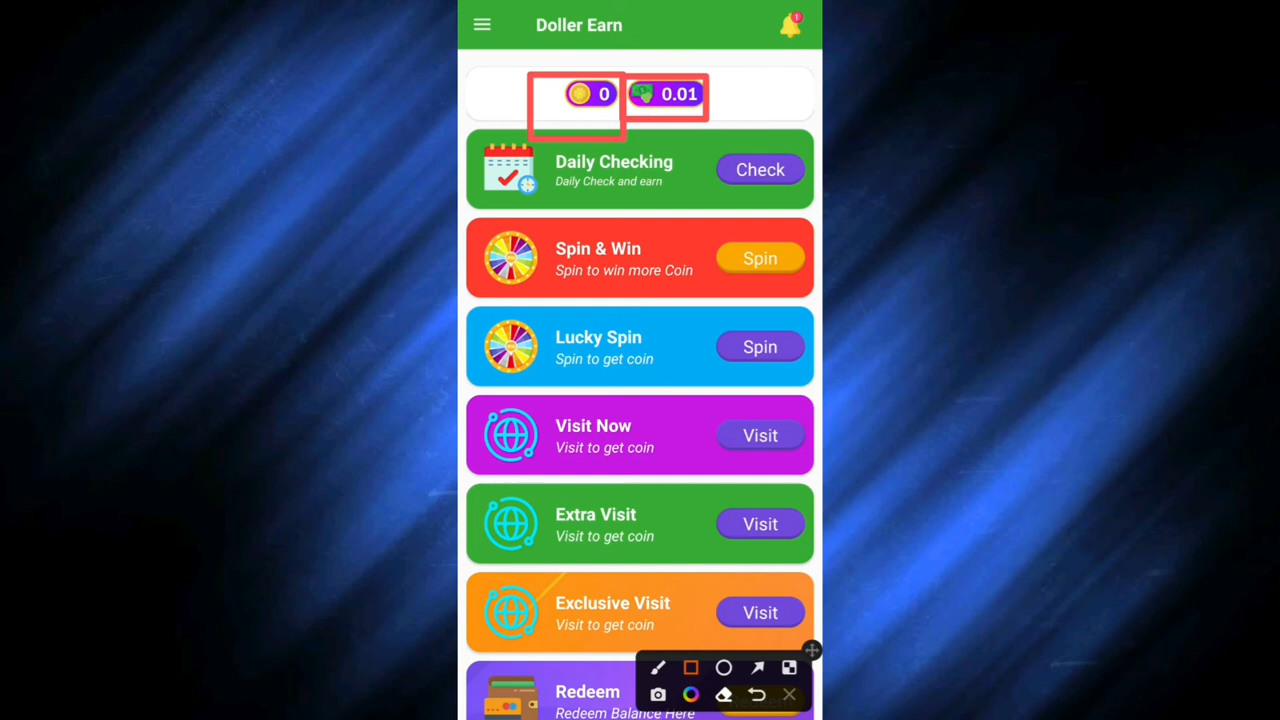 Doller Earn
1
0
0.01
Daily Checking
Daily Check and earn
Check
Spin & Win
Spin to win more Coin
Spin
Lucky Spin
Spin to get coin
Spin
Visit Now
Visit to get coin
Visit
Extra Visit
Visit to get coin
Visit
Exclusive Visit
Visit to get coin
Visit
Redeem
Redeem Balance Here